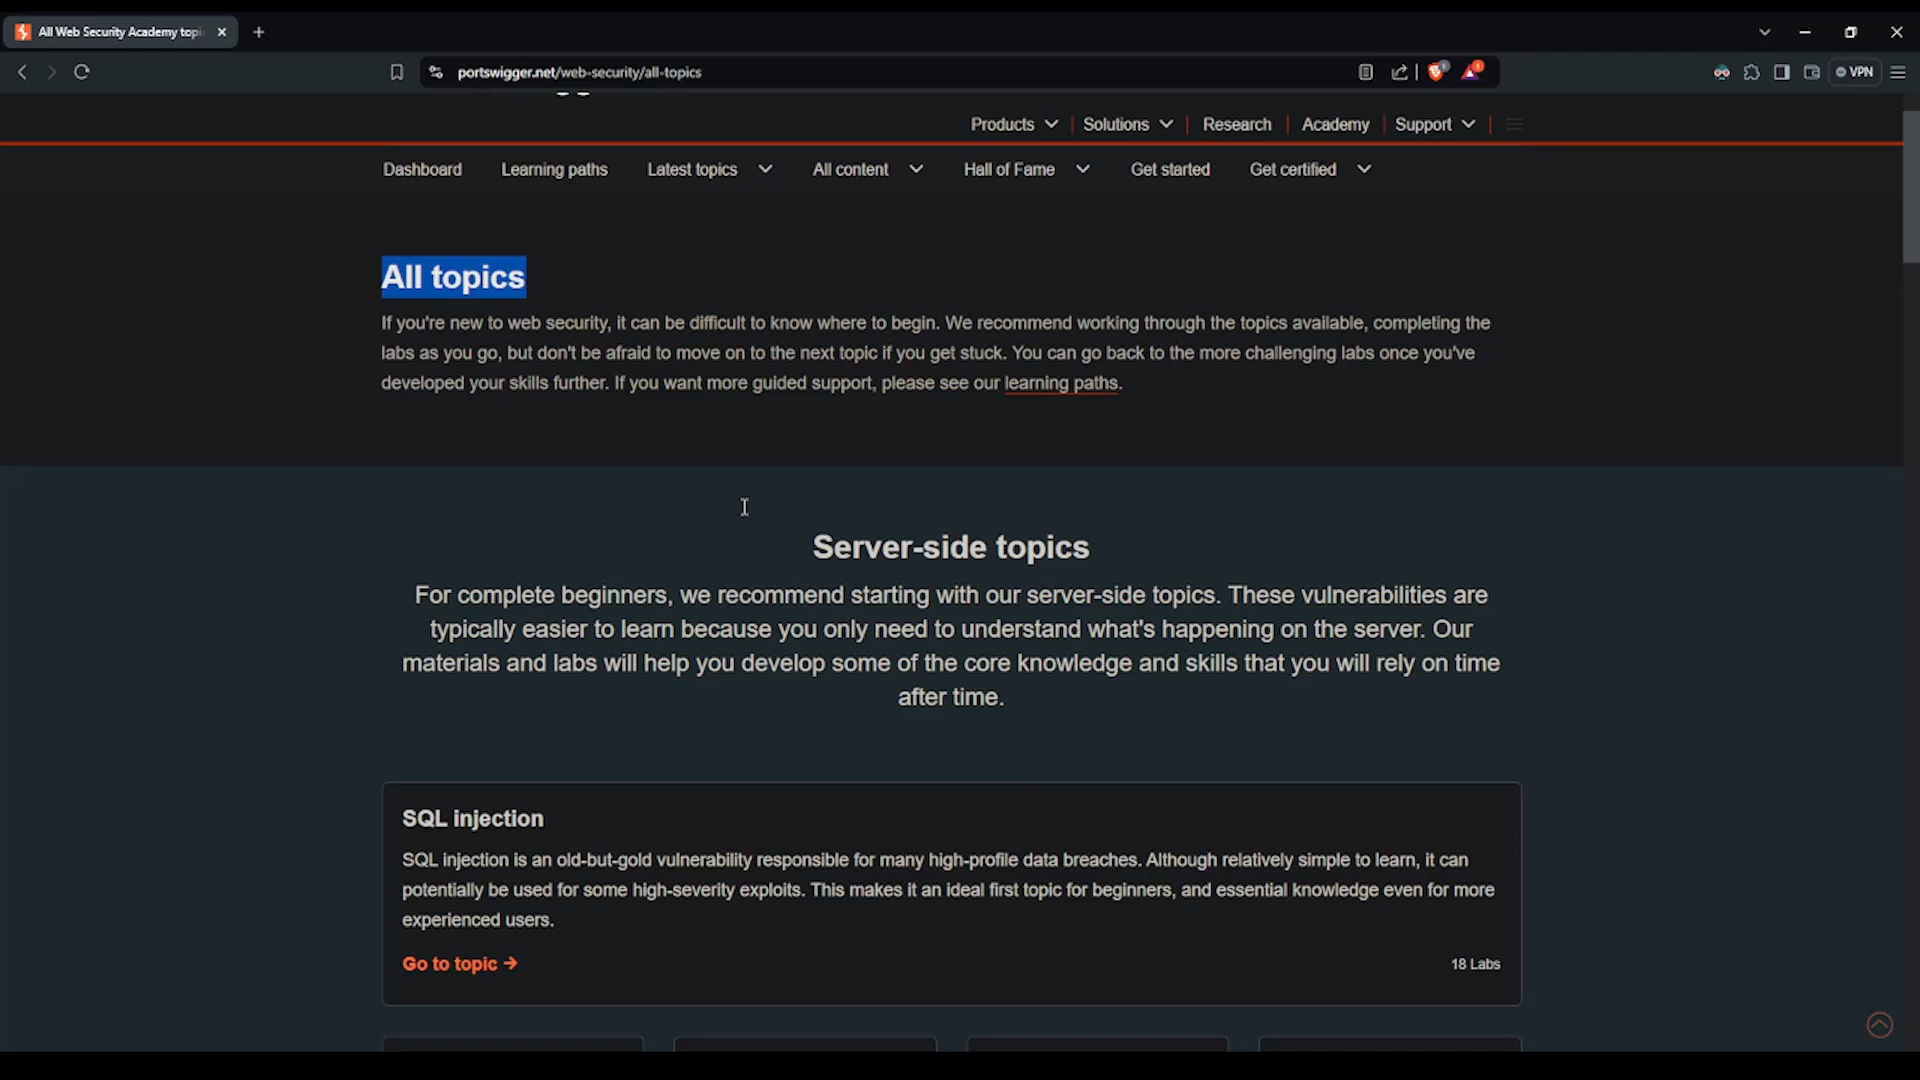 All Web Security Academy topi
portswigger.net/web-security/all-topics
1
1
VPN
Products
Solutions
Research
Academy
Support
Dashboard
Learning paths
Latest topics
All content
Hall of Fame
Get started
Get certified
All topics
If you're new to web security, it can be difficult to know where to begin. We recommend working through the topics available, completing the
labs as you go, but don't be afraid to move on to the next topic if you get stuck. You can go back to the more challenging labs once you've
developed your skills further. If you want more guided support, please see our learning paths.
Server-side topics
For complete beginners, we recommend starting with our server-side topics. These vulnerabilities are
typically easier to learn because you only need to understand what's happening on the server. Our
materials and labs will help you develop some of the core knowledge and skills that you will rely on time
after time.
SQL injection
SQL injection is an old-but-gold vulnerability responsible for many high-profile data breaches. Although relatively simple to learn, it can
potentially be used for some high-severity exploits. This makes it an ideal first topic for beginners, and essential knowledge even for more
experienced users.
Go to topic →
18 Labs